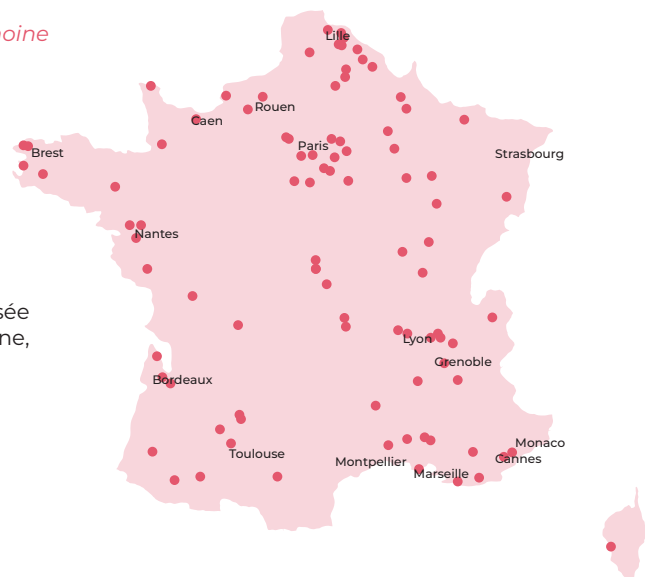 oine
Lille
Rouen
Caen
Paris
Brest
Strasbourg
Nantes
sée
ne,
Lyon
Grenoble
Bordeaux
Toulouse
Monaco
Cannes
Montpellier
Marseille